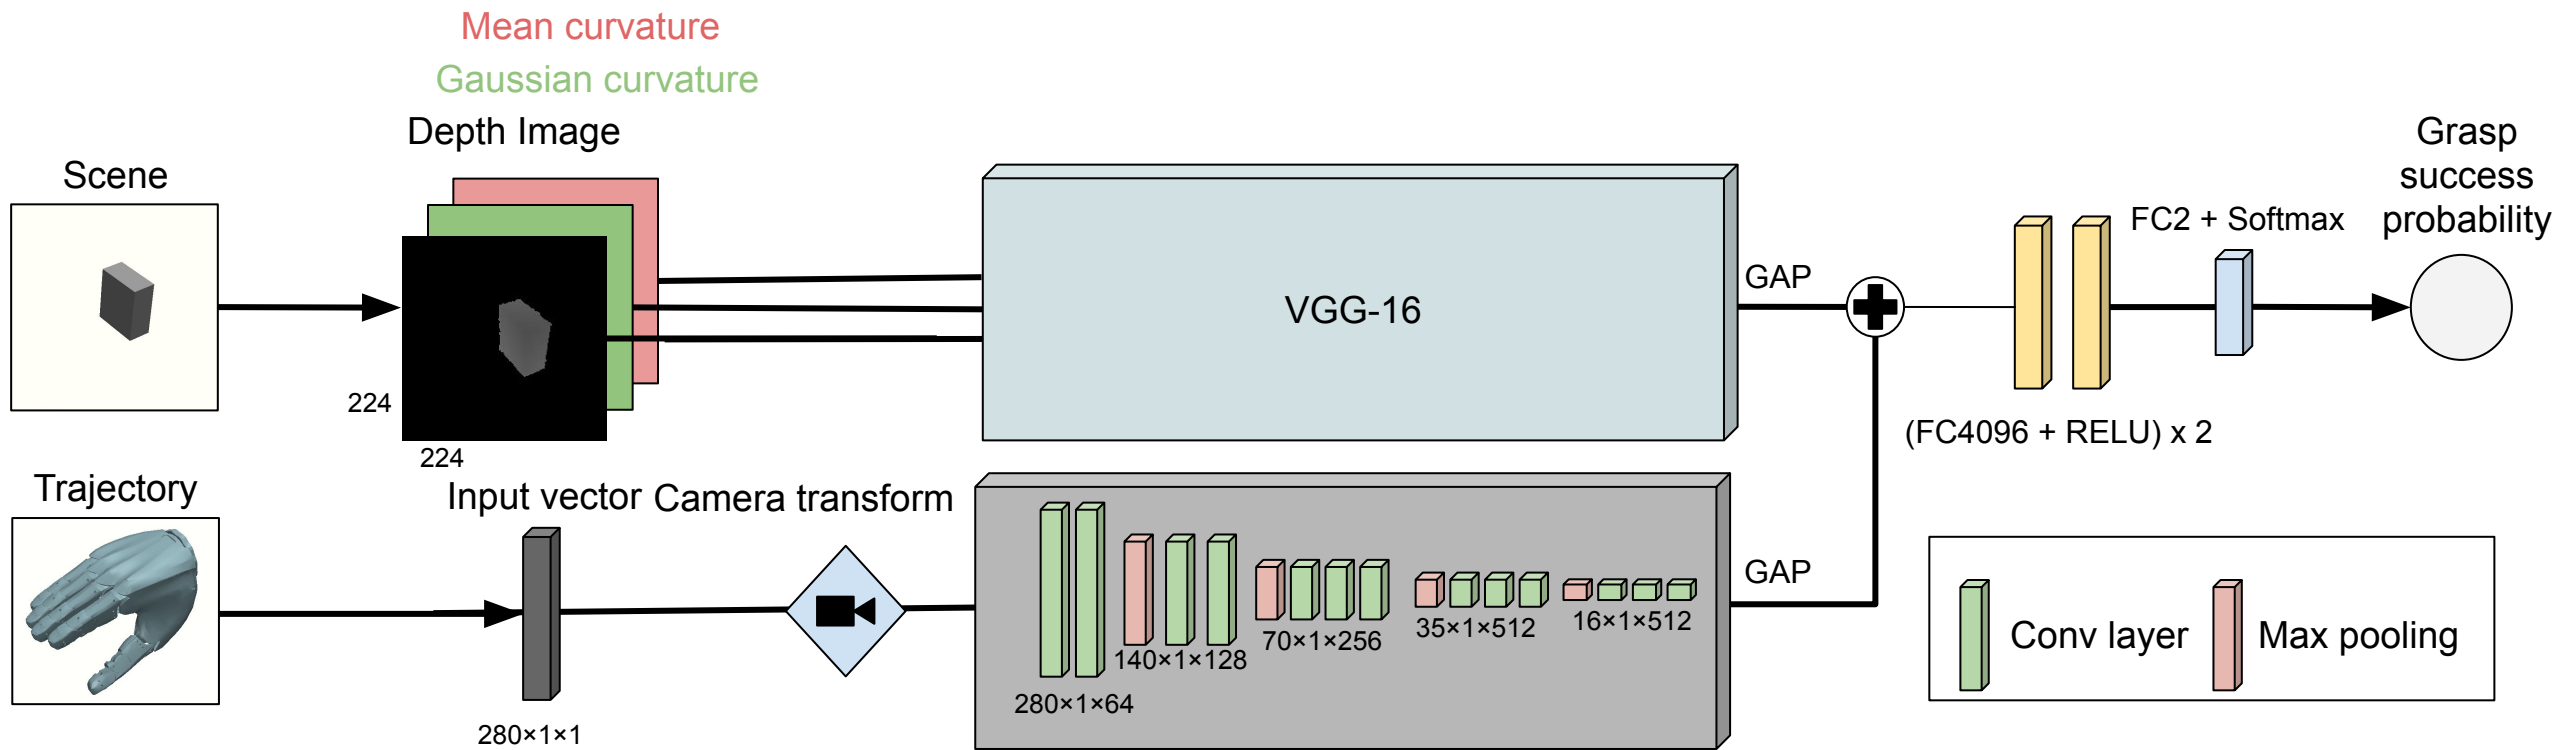 Mean curvature
Gaussian curvature
Depth Image
Scene
224
224
VGG-16
GAP
FC2 + Softmax
(FC4096 + RELU) x 2
Grasp
success
probability
Trajectory
Input vector
280×1×1
Camera transform
280×1×64
140×1×128
70×1×256
35×1×512
16×1×512
GAP
Conv layer
Max pooling